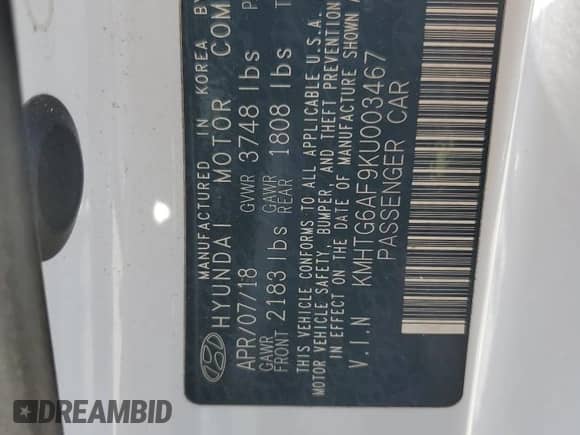 MANUFACTURED IN KOREA BY
HYUNDAI MOTOR COM
APR/07/18 GVWR 3748 lbs
GAWR FRONT 2183 lbs GAWR REAR 1808 lbs
THIS VEHICLE CONFORMS TO ALL APPLICABLE U.S.A.
MOTOR VEHICLE SAFETY, BUMPER, AND THEFT PREVENTION
IN EFFECT ON THE DATE OF MANUFACTURE SHOWN
V.I.N KMHTG6AF9KU003467
PASSENGER CAR
DREAMBID